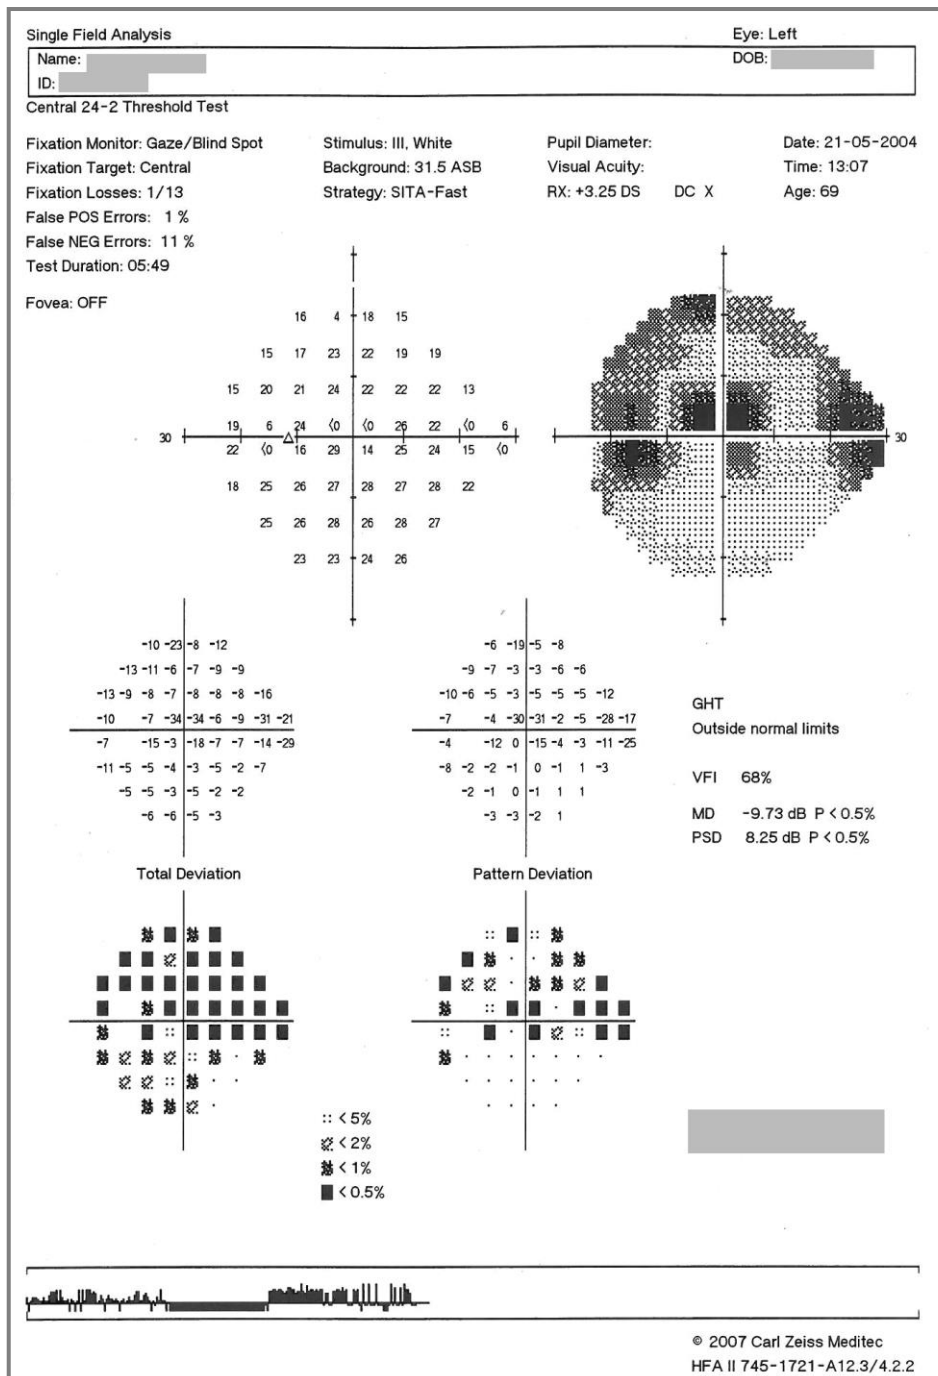 Single Field Analysis Eye: Left
Name: DOB:
ID:
Central 24-2 Threshold Test
Fixation Monitor: Gaze/Blind Spot Stimulus: III, White Pupil Diameter: Date: 21-05-2004
Fixation Target: Central Background: 31.5 ASB Visual Acuity: Time: 13:07
Fixation Losses: 1/13 Strategy: SITA-Fast RX: +3.25 DS DC X Age: 69
False POS Errors: 1 %
False NEG Errors: 11 %
Test Duration: 05:49
Fovea: OFF
16 4 18 15
15 17 23 22 19 19
15 20 21 24 22 22 22 13
19 6 24 <0 <0 26 22 <0 6
30 30
22 <0 16 29 14 25 24 15 <0
18 25 26 27 28 27 28 22
25 26 28 26 28 27
23 23 24 26
-10 -23 -8 -12 -6 -19 -5 -8
-13 -11 -6 -7 -9 -9 -9 -7 -3 -3 -6 -6
-13 -9 -8 -7 -8 -8 -8 -16 -10 -6 -5 -3 -5 -5 -5 -12
-10 -7 -34 -34 -6 -9 -31 -21 -7 -4 -30 -31 -2 -5 -28 -17
-7 -15 -3 -18 -7 -7 -14 -29 -4 -12 0 -15 -4 -3 -11 -25
-11 -5 -5 -4 -3 -5 -2 -7 -8 -2 -2 -1 0 -1 1 -3
-5 -5 -3 -5 -2 -2 -2 -1 0 -1 1 1
-6 -6 -5 -3 -3 -3 -2 1
GHT
Outside normal limits
VFI 68%
MD -9.73 dB P < 0.5%
PSD 8.25 dB P < 0.5%
Total Deviation Pattern Deviation
< 5%
< 2%
< 1%
< 0.5%
© 2007 Carl Zeiss Meditec
HFA II 745-1721-A12.3/4.2.2